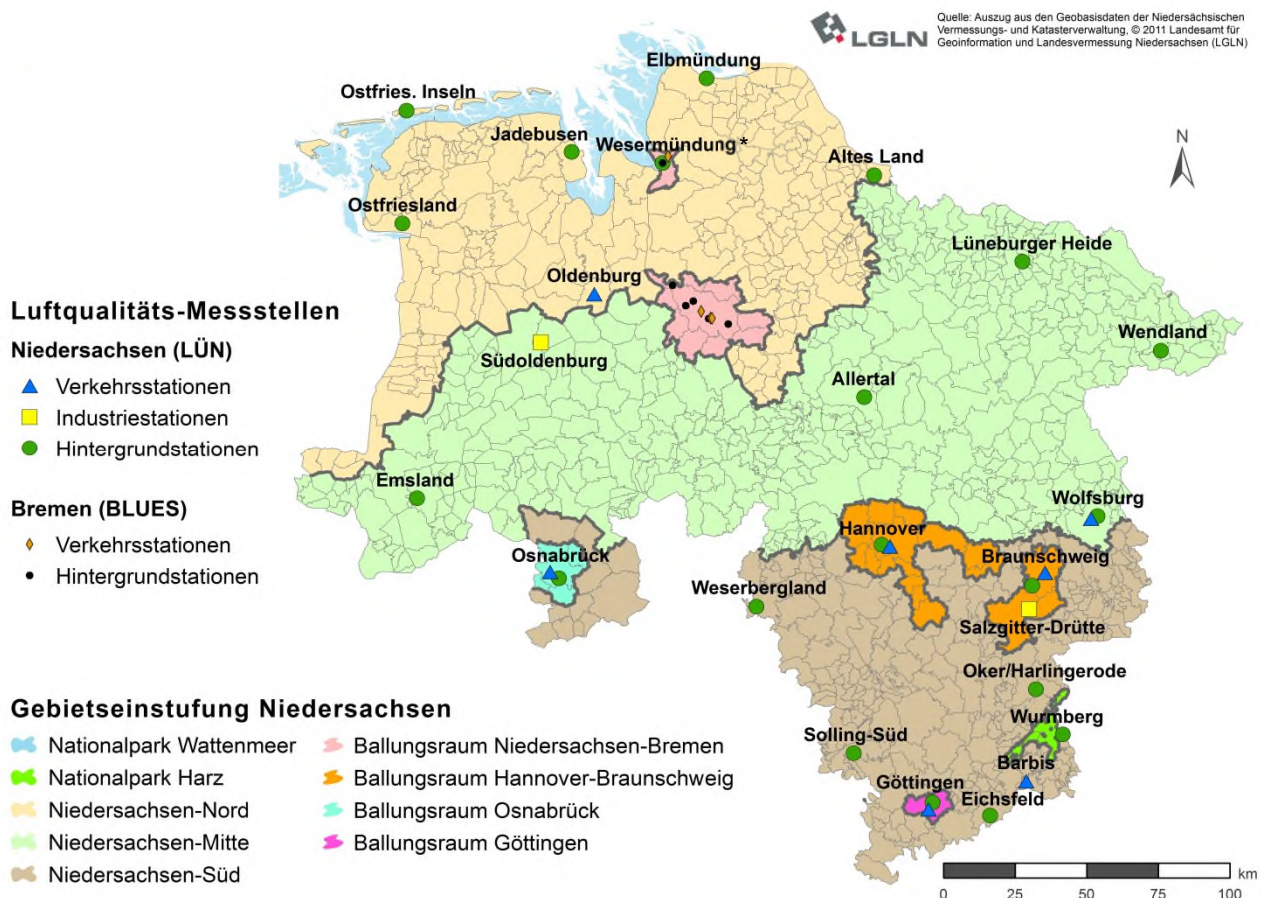 LGLN
Quelle: Auszug aus den Geobasisdaten der Niedersächsischen
Vermessungs- und Katasterverwaltung, © 2011 Landesamt für
Geoinformation und Landesvermessung Niedersachsen (LGLN)
Elbmündung
Ostfries. Inseln
Jadebusen
Wesermündung *
N
Altes Land
Ostfriesland
Lüneburger Heide
Oldenburg
Luftqualitäts-Messstellen
Niedersachsen (LÜN)
Verkehrsstationen
Industriestationen
Hintergrundstationen
Bremen (BLUES)
Verkehrsstationen
Hintergrundstationen
Südoldenburg
Wendland
Allertal
Emsland
Wolfsburg
Hannover
Osnabrück
Braunschweig
Weserbergland
Salzgitter-Drütte
Oker/Harlingerode
Wurmberg
Solling-Süd
Barbis
Göttingen
Eichsfeld
Gebietseinstufung Niedersachsen
Nationalpark Wattenmeer
Nationalpark Harz
Niedersachsen-Nord
Niedersachsen-Mitte
Niedersachsen-Süd
Ballungsraum Niedersachsen-Bremen
Ballungsraum Hannover-Braunschweig
Ballungsraum Osnabrück
Ballungsraum Göttingen
km
0 25 50 75 100